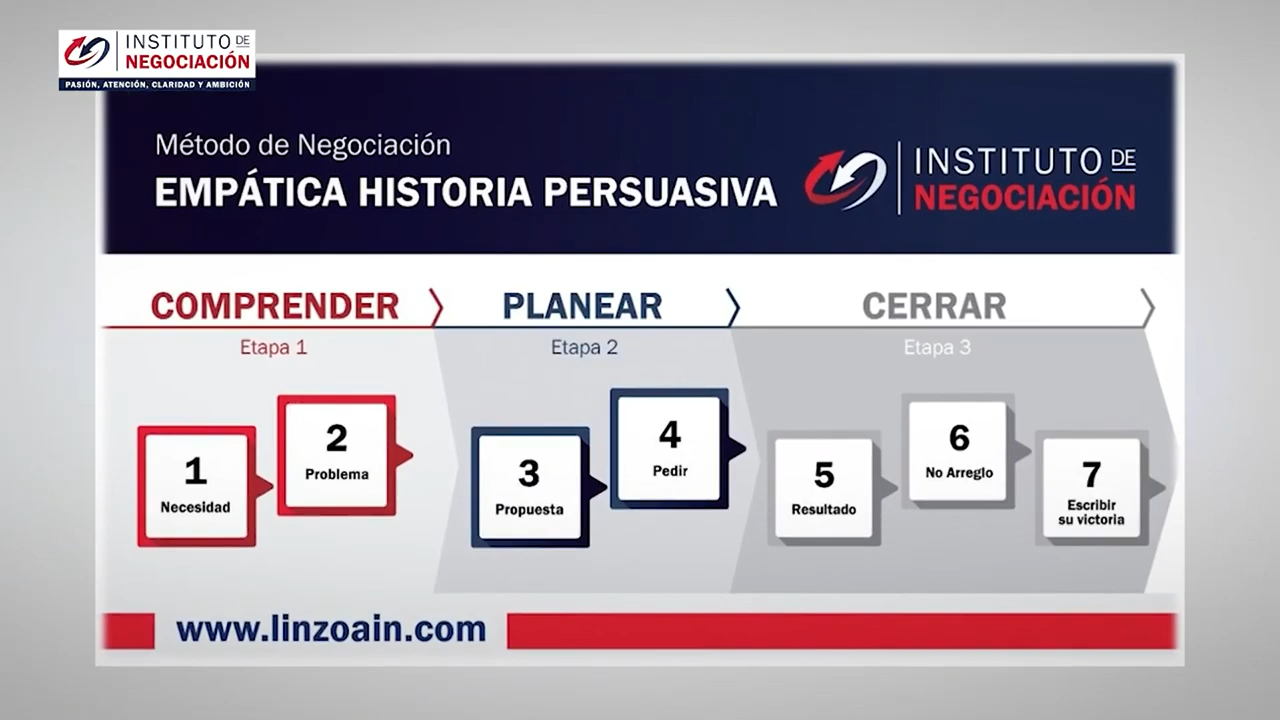 INSTITUTO DE
NEGOCIACIÓN
PASIÓN, ATENCIÓN, CLARIDAD Y AMBICIÓN
Método de Negociación
EMPÁTICA HISTORIA PERSUASIVA
INSTITUTO DE
NEGOCIACIÓN
COMPRENDER
PLANEAR
CERRAR
Etapa 1
Etapa 2
Etapa 3
1
Necesidad
2
Problema
3
Propuesta
4
Pedir
5
Resultado
6
No Arreglo
7
Escribir
su victoria
www.linzoain.com